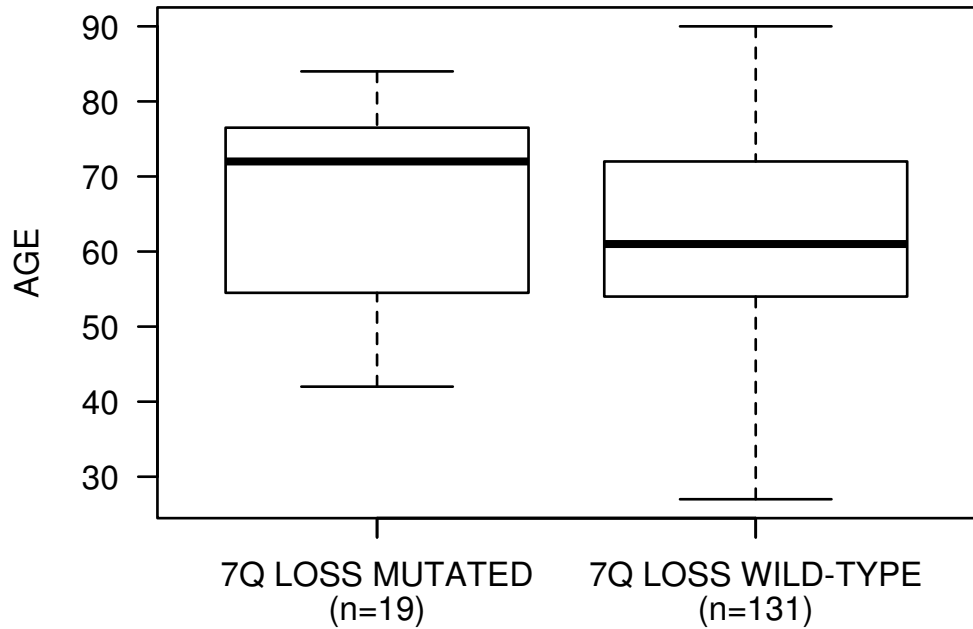 AGE
90
80
70
60
50
40
30
7Q LOSS MUTATED
(n=19)
7Q LOSS WILD-TYPE
(n=131)